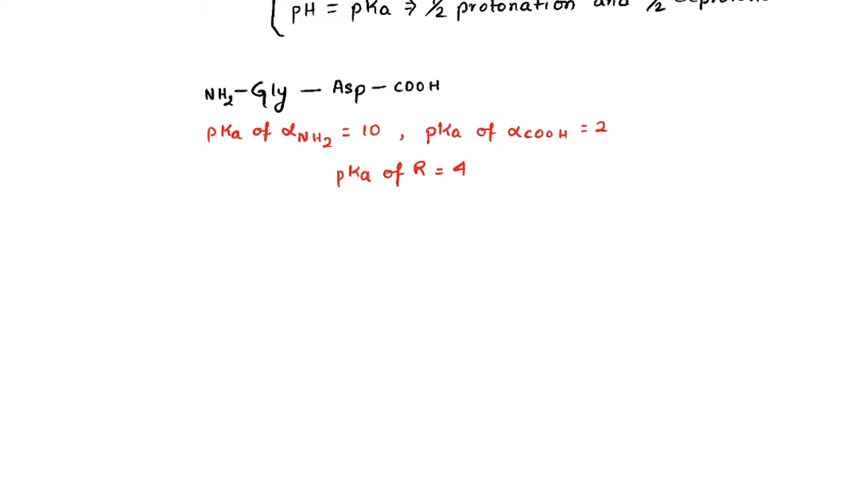 pH = pKa ⇒ 1/2 protonation and 1/2
NH₂-Gly — Asp — COOH
pKa of αNH₂ = 10 , pKa of αCOOH = 2
pKa of R = 4